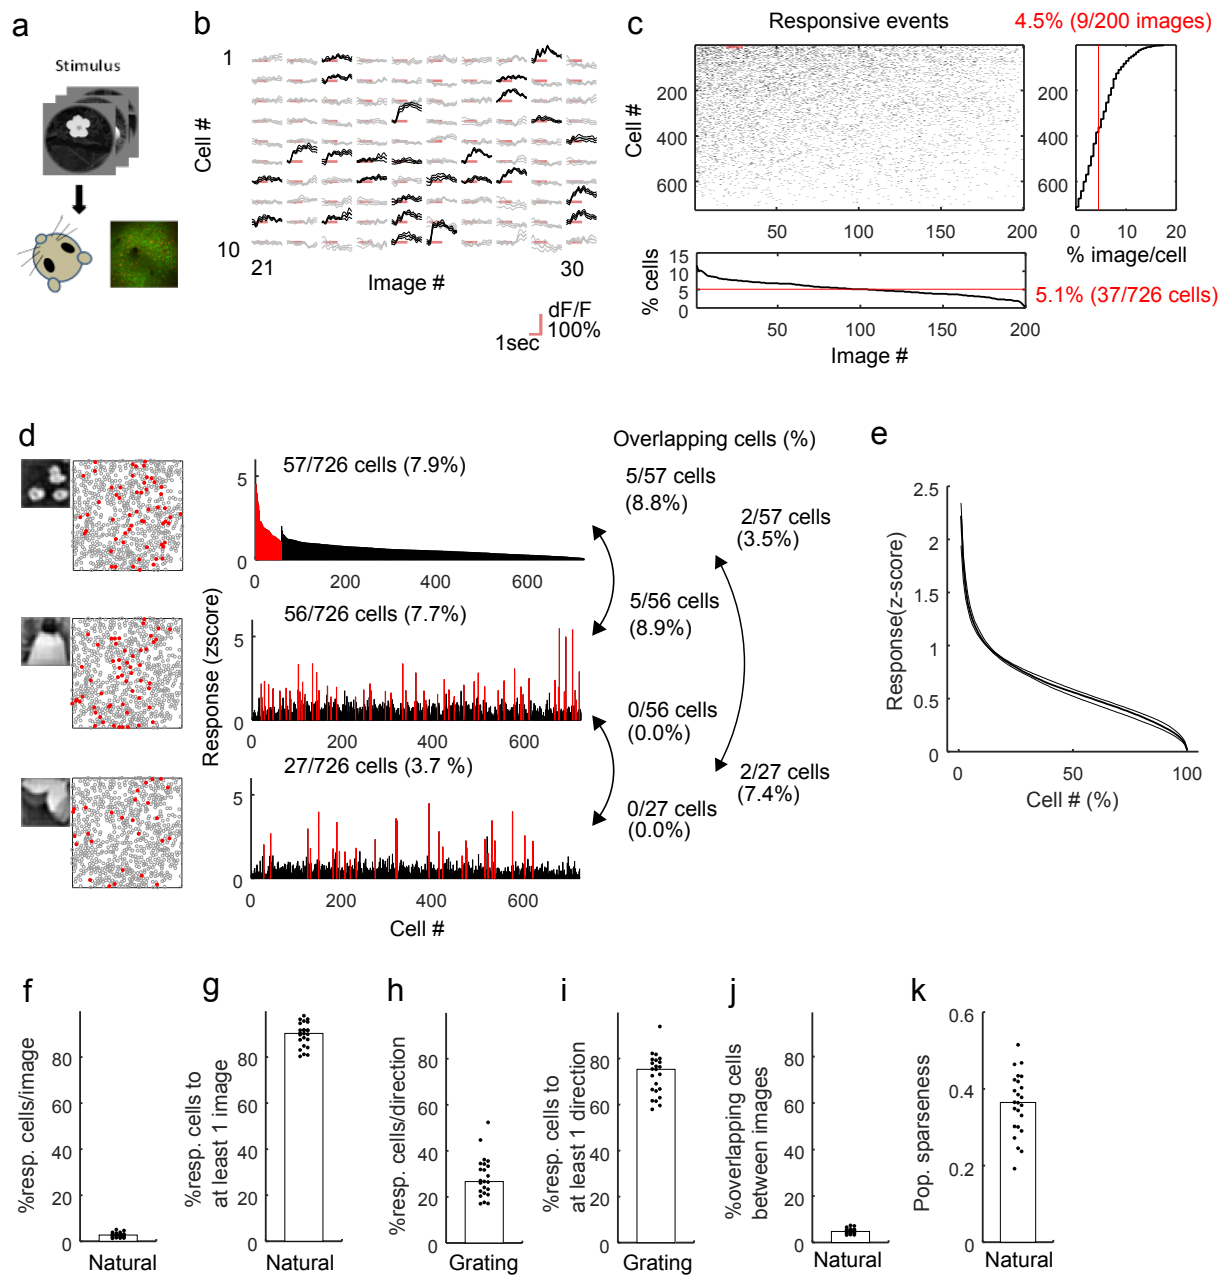 a
Stimulus
b
1
Cell #
10
21
30
Image #
dF/F
100%
1sec
c
Responsive events
4.5% (9/200 images)
Cell #
200
400
600
50
100
150
200
200
400
600
0
10
20
% image/cell
% cells
15
10
5
0
50
100
150
200
Image #
5.1% (37/726 cells)
d
Overlapping cells (%)
57/726 cells (7.9%)
5
0
0
200
400
600
5/57 cells
(8.8%)
2/57 cells
(3.5%)
Response (zscore)
56/726 cells (7.7%)
5
0
0
200
400
600
5/56 cells
(8.9%)
0/56 cells
(0.0%)
27/726 cells (3.7 %)
5
0
0
200
400
600
Cell #
2/27 cells
(7.4%)
0/27 cells
(0.0%)
e
Response(z-score)
2.5
2
1.5
1
0.5
0
0
50
100
Cell # (%)
f
%resp. cells/image
80
60
40
20
0
Natural
g
%resp. cells to
at least 1 image
80
60
40
20
0
Natural
h
%resp. cells/direction
80
60
40
20
0
Grating
i
%resp. cells to
at least 1 direction
80
60
40
20
0
Grating
j
%overlapping cells
between images
80
60
40
20
0
Natural
k
Pop. sparseness
0.6
0.4
0.2
0
Natural